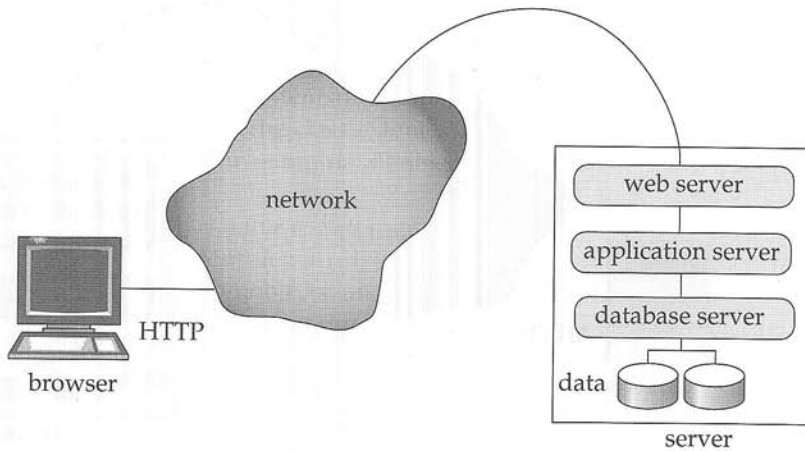 network
web server
application server
database server
data
server
HTTP
browser